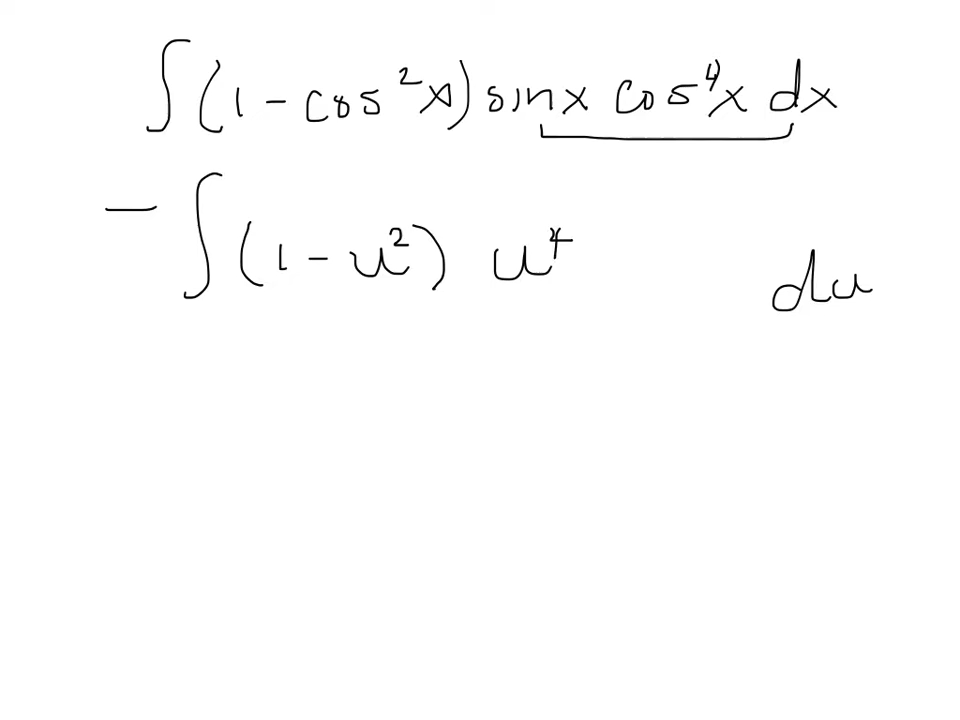 ∫(1 - cos²x) sinx cos⁴x dx
— ∫(1 - u²) u⁴ du